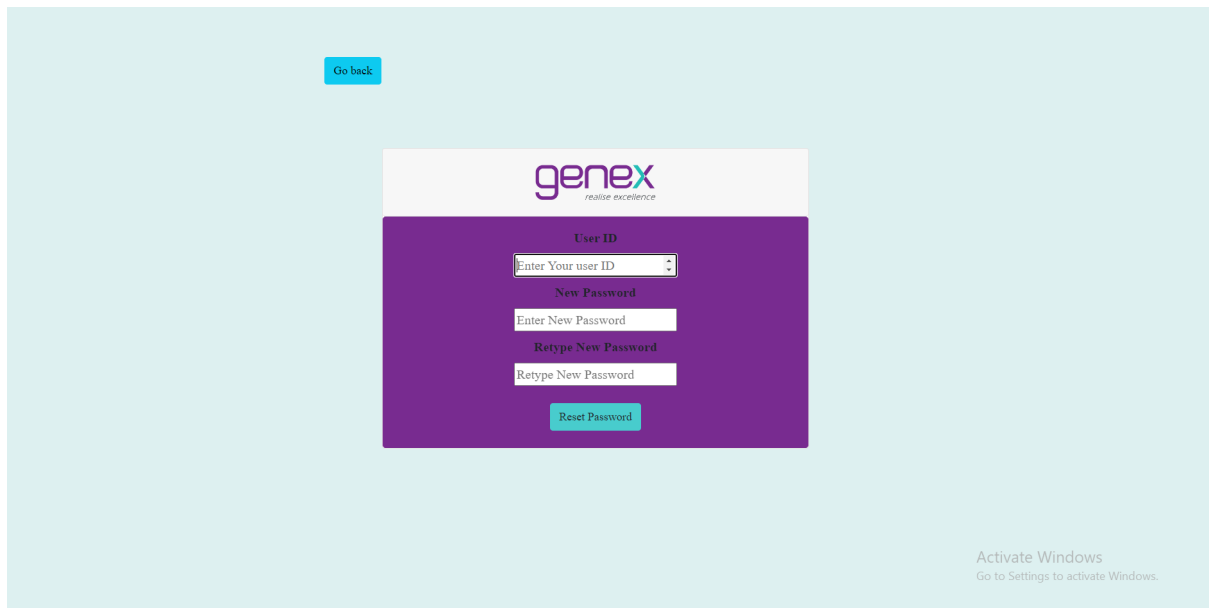 Go back
genex
realise excellence
User ID
Enter Your user ID
New Password
Enter New Password
Retype New Password
Retype New Password
Reset Password
Activate Windows
Go to Settings to activate Windows.